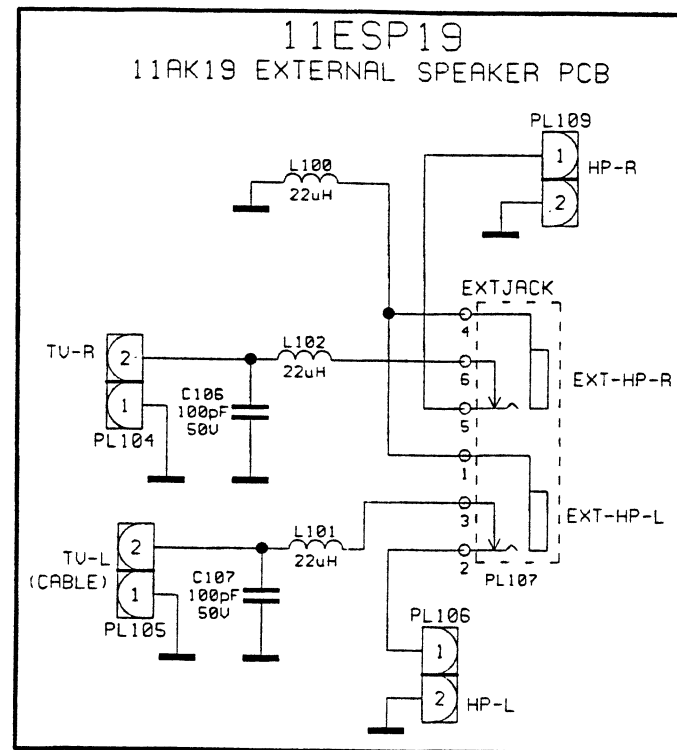 11ESP19
11AK19 EXTERNAL SPEAKER PCB
PL109
1
HP-R
2
L100
22uH
EXTJACK
4
TV-R
2
L102
22uH
6
EXT-HP-R
1
C106
100pF
50V
5
PL104
1
3
EXT-HP-L
TV-L
(CABLE)
2
L101
22uH
2
PL107
1
C107
100pF
50V
PL105
PL106
1
2
HP-L